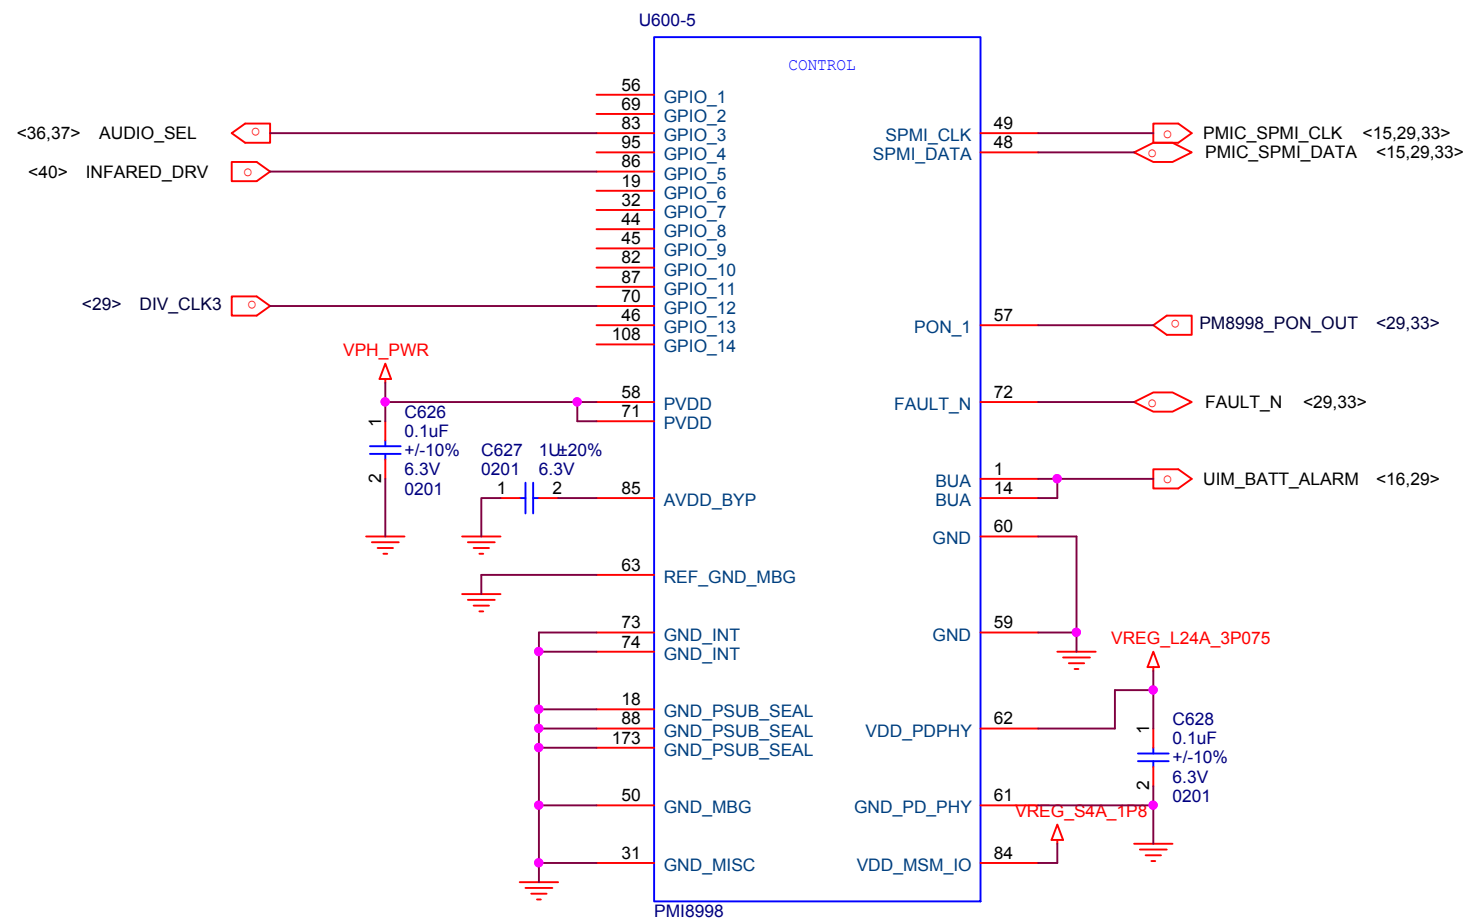 U600-5
CONTROL
56 GPIO_1
69 GPIO_2
<36,37> AUDIO_SEL 83 GPIO_3 SPMI_CLK 49 PMIC_SPMI_CLK <15,29,33>
95 GPIO_4 SPMI_DATA 48 PMIC_SPMI_DATA <15,29,33>
<40> INFARED_DRV 86 GPIO_5
19 GPIO_6
32 GPIO_7
44 GPIO_8
45 GPIO_9
82 GPIO_10
87 GPIO_11
<29> DIV_CLK3 70 GPIO_12
46 GPIO_13 PON_1 57 PM8998_PON_OUT <29,33>
108 GPIO_14
VPH_PWR
58 PVDD FAULT_N 72 FAULT_N <29,33>
71 PVDD
1 C626
0.1uF
+/-10%
2 6.3V
0201
C627 1U±20%
0201 6.3V
1 2 85 AVDD_BYP
BUA 1 UIM_BATT_ALARM <16,29>
BUA 14
GND 60
63 REF_GND_MBG
73 GND_INT GND 59
74 GND_INT
VREG_L24A_3P075
18 GND_PSUB_SEAL
88 GND_PSUB_SEAL VDD_PDPHY 62
173 GND_PSUB_SEAL
1 C628
0.1uF
+/-10%
2 6.3V
0201
50 GND_MBG GND_PD_PHY 61
VREG_S4A_1P8
31 GND_MISC VDD_MSM_IO 84
PMI8998